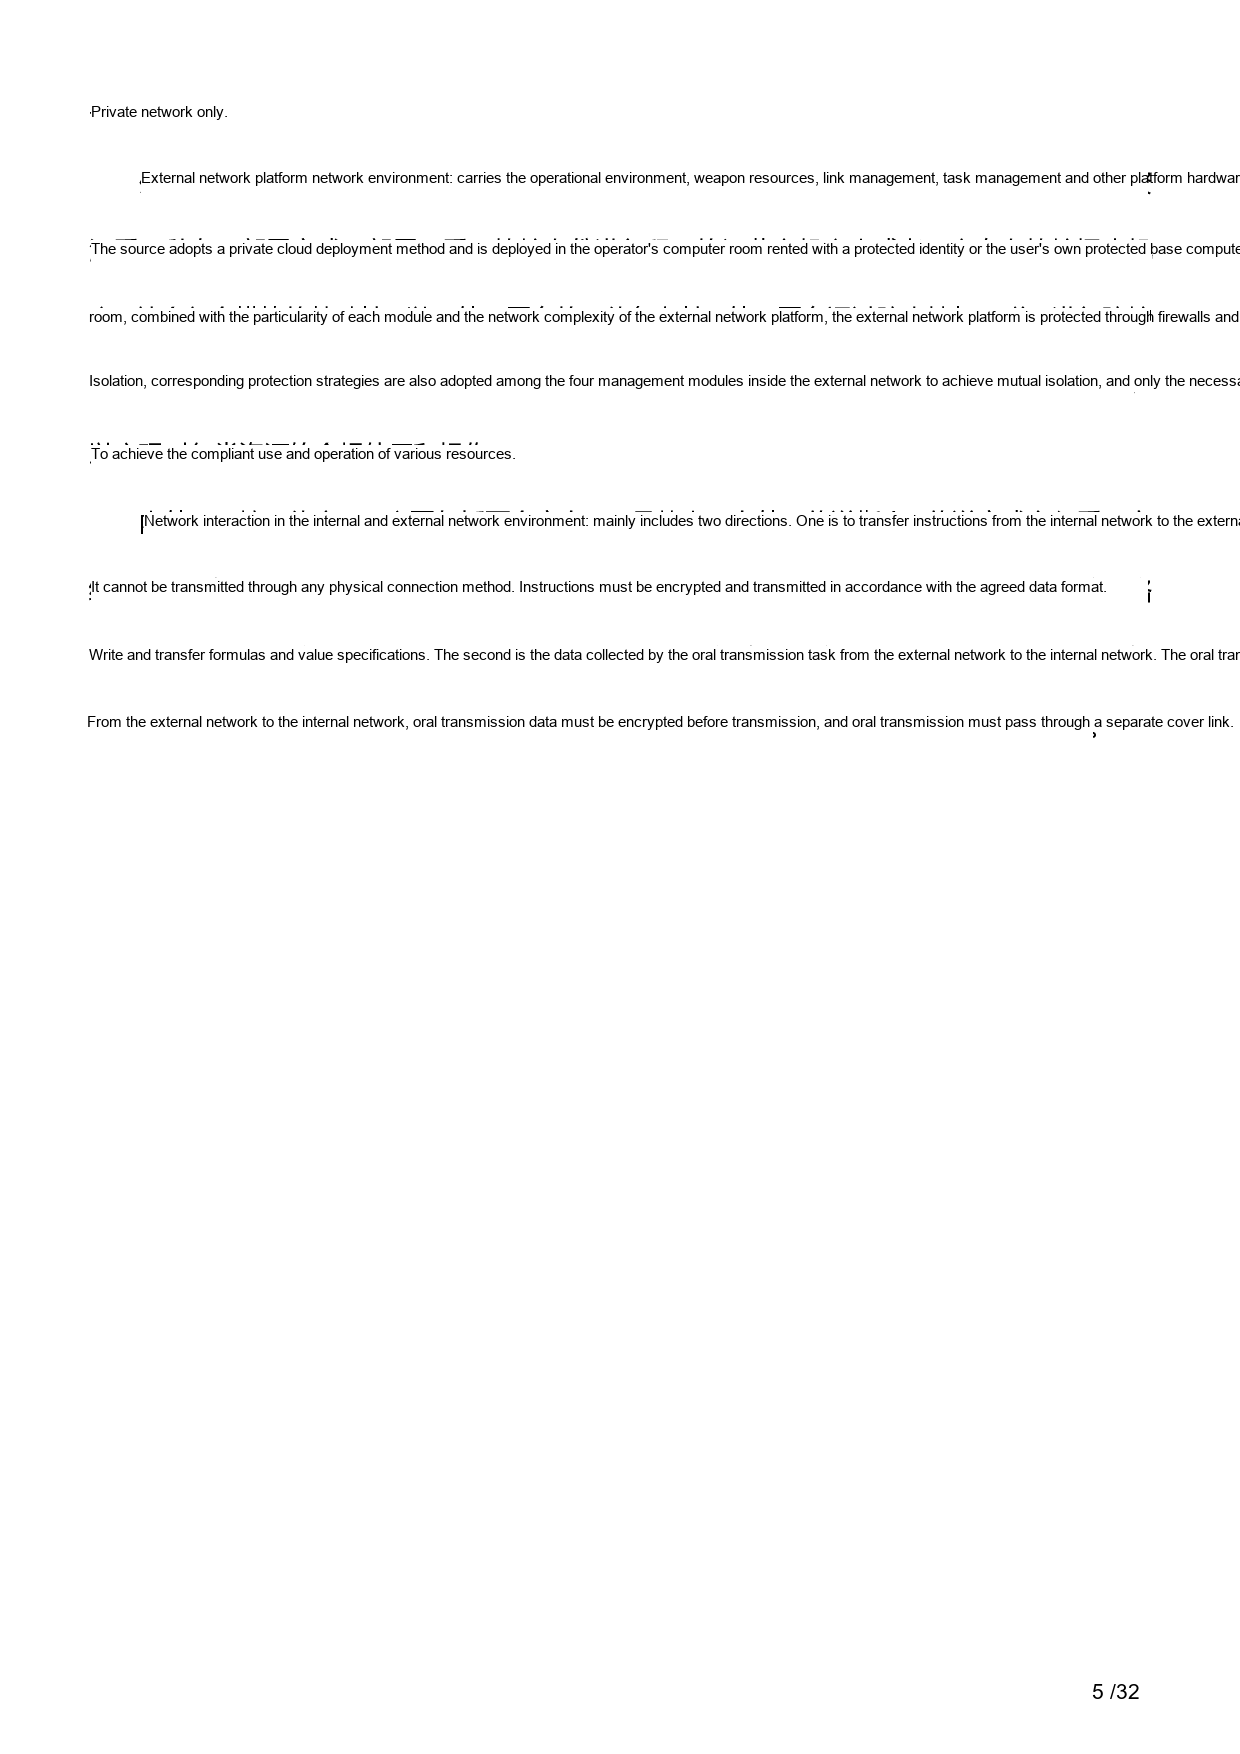 Private network only.
External network platform network environment: carries the operational environment, weapon resources, link management, task management and other platform hardwar
The source adopts a private cloud deployment method and is deployed in the operator's computer room rented with a protected identity or the user's own protected base compute
room, combined with the particularity of each module and the network complexity of the external network platform, the external network platform is protected through firewalls and
Isolation, corresponding protection strategies are also adopted among the four management modules inside the external network to achieve mutual isolation, and only the necessa
To achieve the compliant use and operation of various resources.
Network interaction in the internal and external network environment: mainly includes two directions. One is to transfer instructions from the internal network to the extern
It cannot be transmitted through any physical connection method. Instructions must be encrypted and transmitted in accordance with the agreed data format.
Write and transfer formulas and value specifications. The second is the data collected by the oral transmission task from the external network to the internal network. The oral tran
From the external network to the internal network, oral transmission data must be encrypted before transmission, and oral transmission must pass through a separate cover link.
5 /32